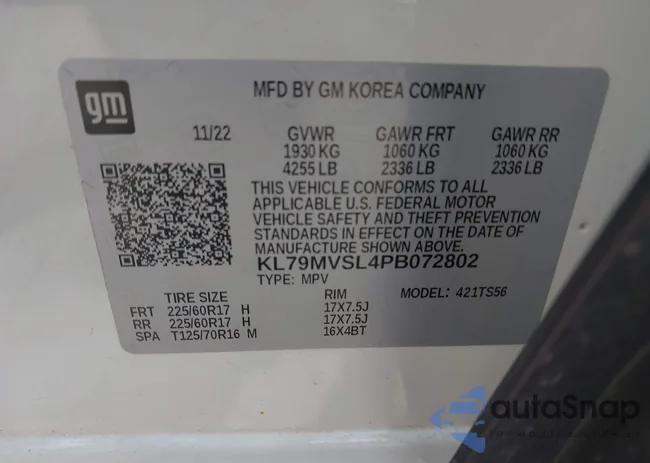 gm
MFD BY GM KOREA COMPANY
11/22 GVWR GAWR FRT GAWR RR
1930 KG 1060 KG 1060 KG
4255 LB 2336 LB 2336 LB
THIS VEHICLE CONFORMS TO ALL
APPLICABLE U.S. FEDERAL MOTOR
VEHICLE SAFETY AND THEFT PREVENTION
STANDARDS IN EFFECT ON THE DATE OF
MANUFACTURE SHOWN ABOVE.
KL79MVSL4PB072802
TYPE: MPV MODEL: 421TS56
TIRE SIZE RIM
FRT 225/60R17 H 17X7.5J
RR 225/60R17 H 17X7.5J
SPA T125/70R16 M 16X4BT
autoSnap